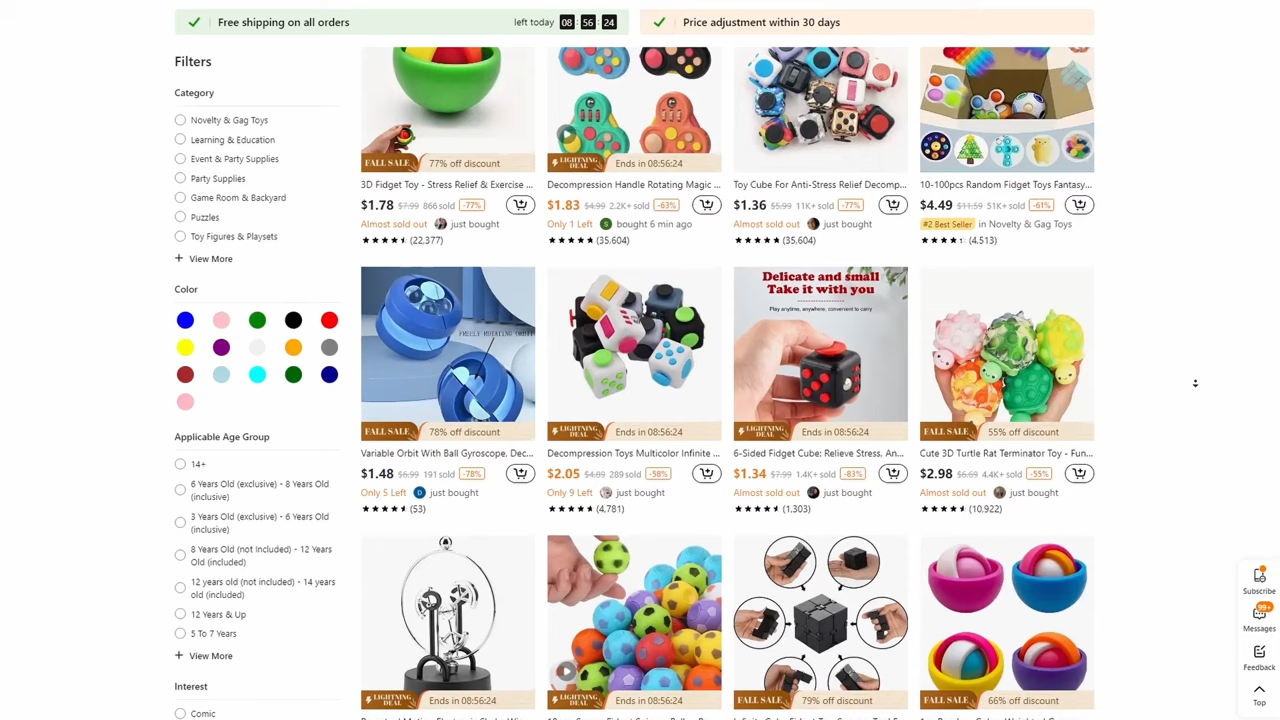 Free shipping on all orders
left today 08 : 56 : 24
Price adjustment within 30 days
Filters
Category
Novelty & Gag Toys
Learning & Education
Event & Party Supplies
Party Supplies
Game Room & Backyard
Puzzles
Toy Figures & Playsets
View More
Color
Applicable Age Group
14+
6 Years Old (exclusive) - 8 Years Old
(inclusive)
3 Years Old (exclusive) - 6 Years Old
(inclusive)
8 Years Old (not Included) - 12 Years
Old (included)
12 years old (not included) - 14 years
old (included)
12 Years & Up
5 To 7 Years
View More
Interest
Comic
FALL SALE 77% off discount
3D Fidget Toy - Stress Relief & Exercise ...
$1.78 $7.99 866 sold -77%
Almost sold out just bought
(22,377)
LIGHTNING
DEAL
Ends in 08:56:24
Decompression Handle Rotating Magic ...
$1.83 $4.99 2.2K+ sold -63%
Only 1 Left S bought 6 min ago
(35,604)
Toy Cube For Anti-Stress Relief Decomp...
$1.36 $5.99 11K+ sold -77%
Almost sold out just bought
(35,604)
10-100pcs Random Fidget Toys Fantasy...
$4.49 $11.59 51K+ sold -61%
#2 Best Seller in Novelty & Gag Toys
(4,513)
FREELY ROTATING ORBIT
FALL SALE 78% off discount
Variable Orbit With Ball Gyroscope, Dec...
$1.48 $6.99 191 sold -78%
Only 5 Left D just bought
(53)
LIGHTNING
DEAL
Ends in 08:56:24
Decompression Toys Multicolor Infinite ...
$2.05 $4.89 289 sold -58%
Only 9 Left just bought
(4,781)
Delicate and small
Take it with you
Play anytime, anywhere, convenient to carry
LIGHTNING
DEAL
Ends in 08:56:24
6-Sided Fidget Cube: Relieve Stress, An...
$1.34 $7.99 1.4K+ sold -83%
Almost sold out just bought
(1,303)
FALL SALE 55% off discount
Cute 3D Turtle Rat Terminator Toy - Fun...
$2.98 $6.69 4.4K+ sold -55%
Almost sold out just bought
(10,922)
LIGHTNING
DEAL
Ends in 08:56:24
LIGHTNING
DEAL
Ends in 08:56:24
FALL SALE 79% off discount
FALL SALE 66% off discount
Subscribe
99+
Messages
Feedback
Top